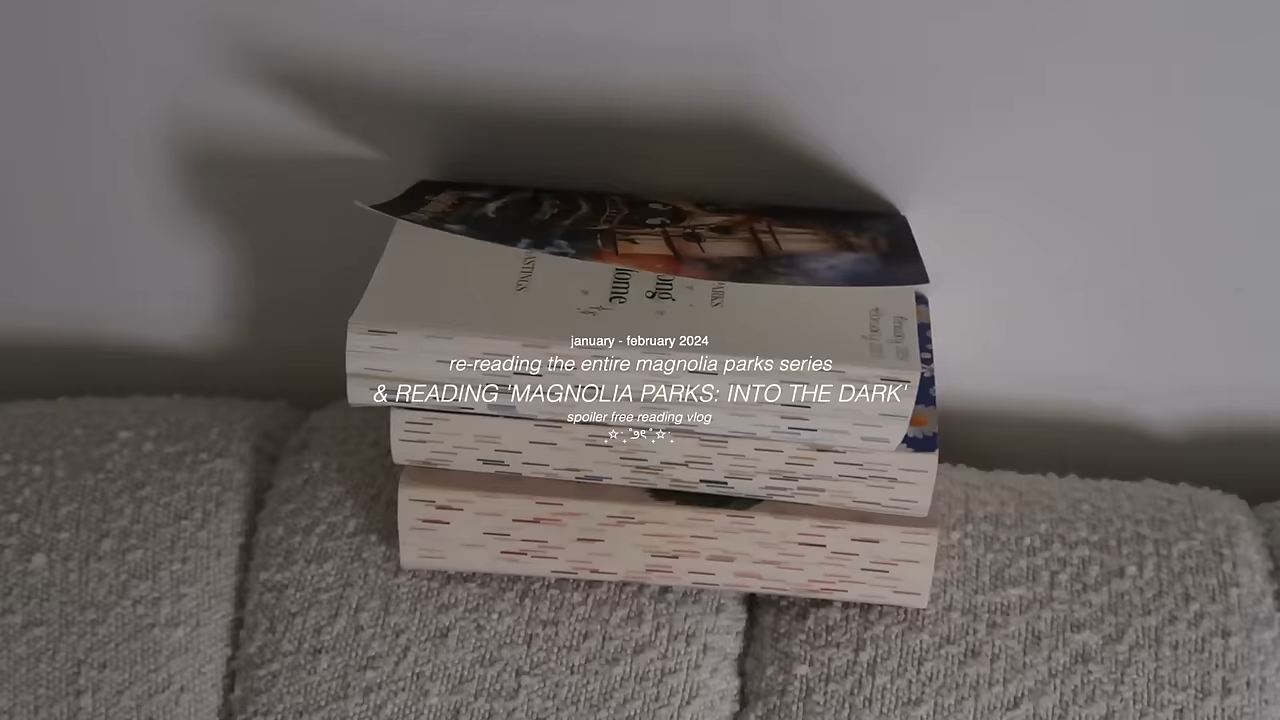 january - february 2024
re-reading the entire magnolia parks series
& READING 'MAGNOLIA PARKS: INTO THE DARK'
spoiler free reading vlog